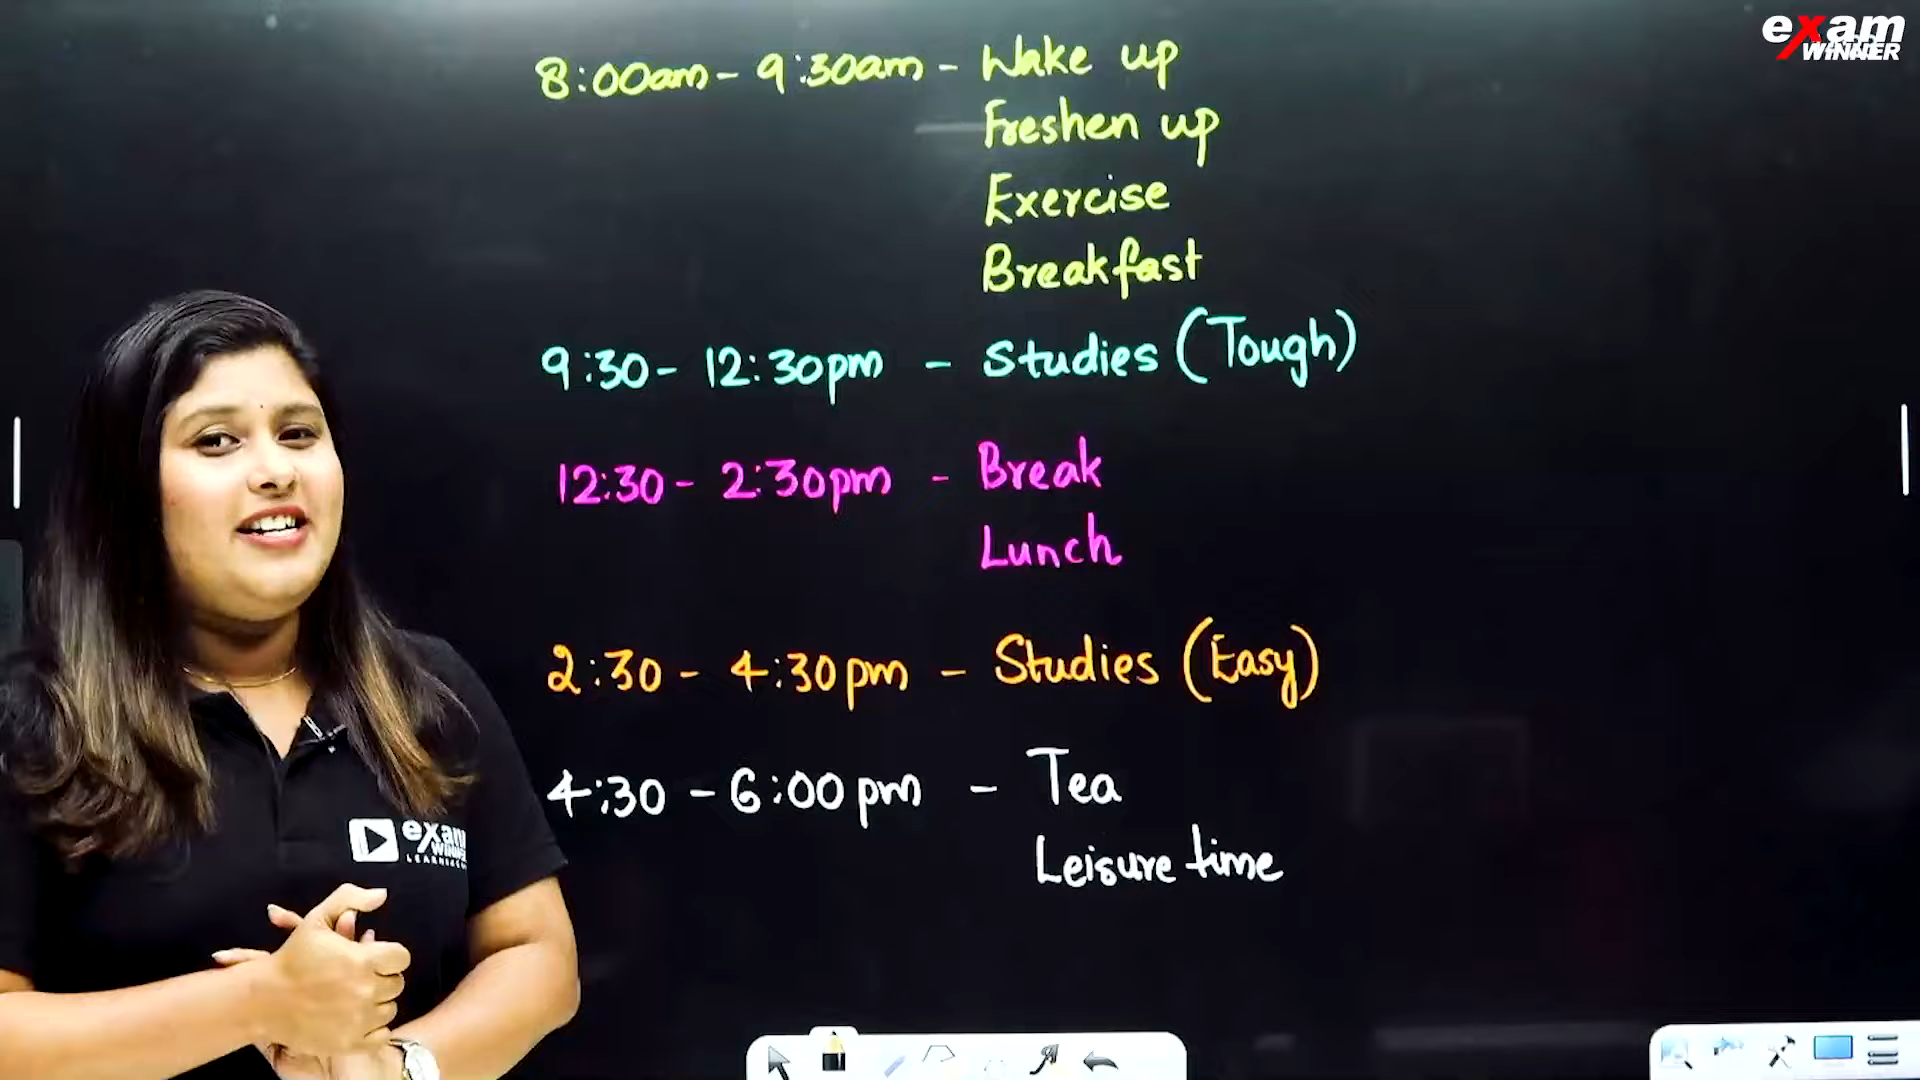 exam
WINNER
8:00am - 9:30am - Wake up
Freshen up
Exercise
Breakfast
9:30 - 12:30pm - Studies (Tough)
12:30 - 2:30pm - Break
Lunch
2:30 - 4:30pm - Studies (Easy)
4:30 - 6:00pm - Tea
Leisure time
exam
WINNER